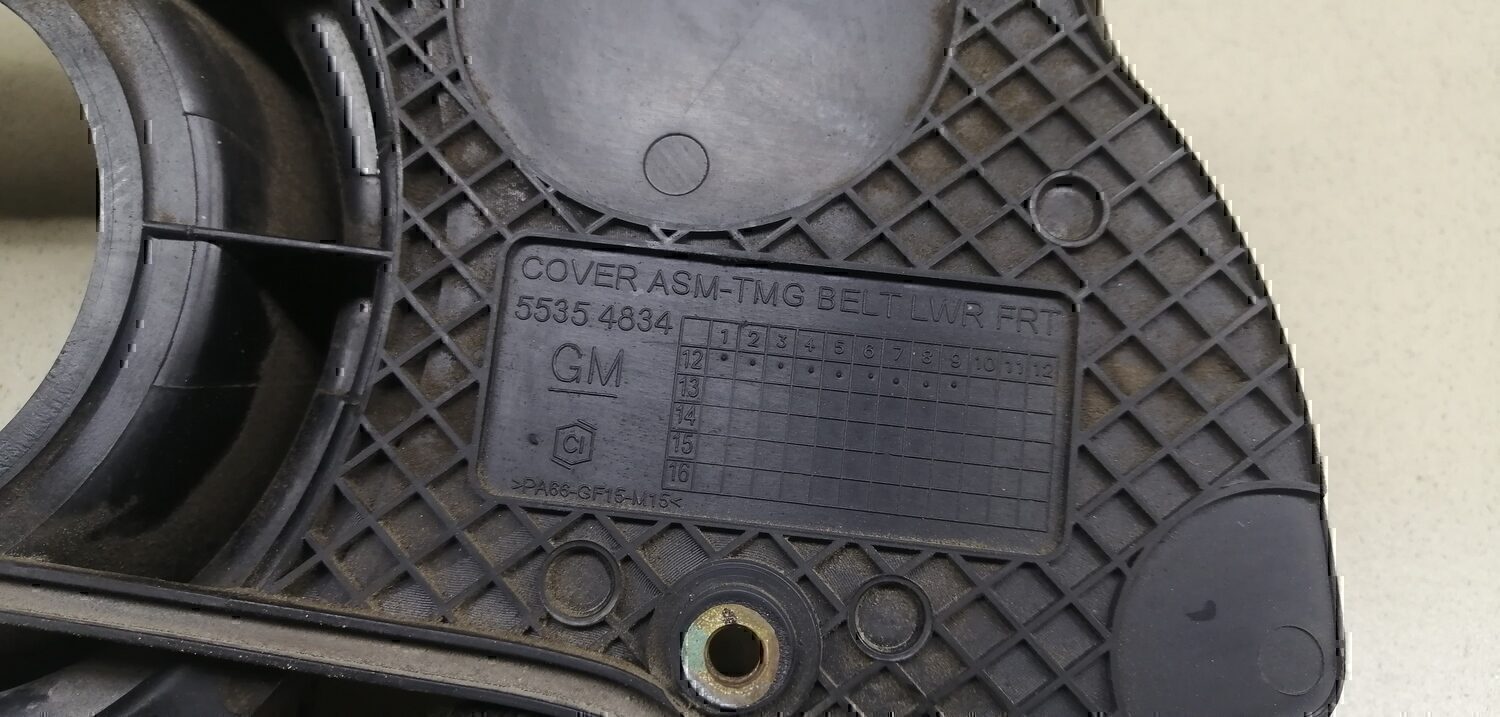 COVER ASM-TMG BELT LWR FRT
5535 4834
1 2 3 4 5 6 7 8 9 10 11 12
12
13
14
15
16
GM
CI
>PA66-GF15-M15<